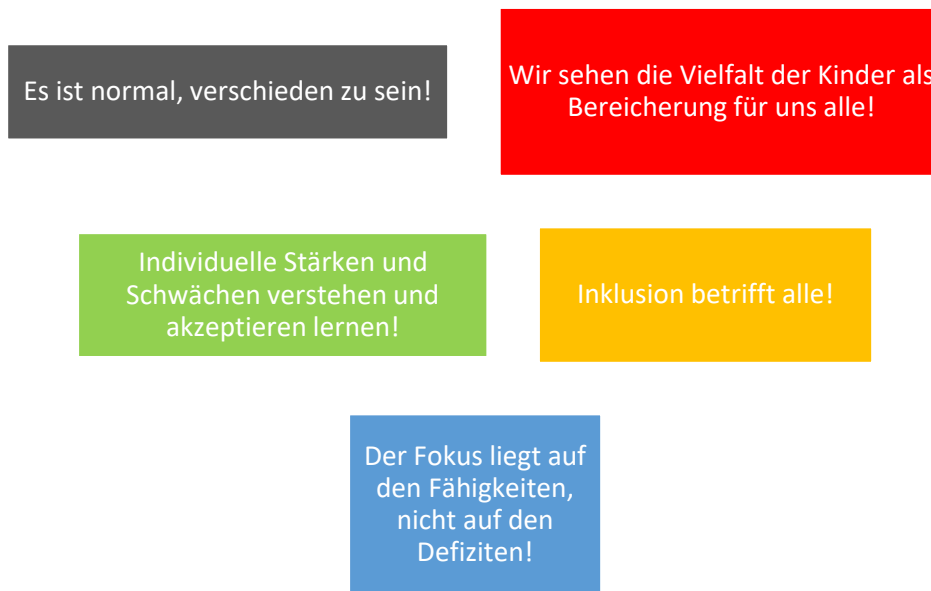 Es ist normal, verschieden zu sein!
Wir sehen die Vielfalt der Kinder als
Bereicherung für uns alle!
Individuelle Stärken und
Schwächen verstehen und
akzeptieren lernen!
Inklusion betrifft alle!
Der Fokus liegt auf
den Fähigkeiten,
nicht auf den
Defiziten!